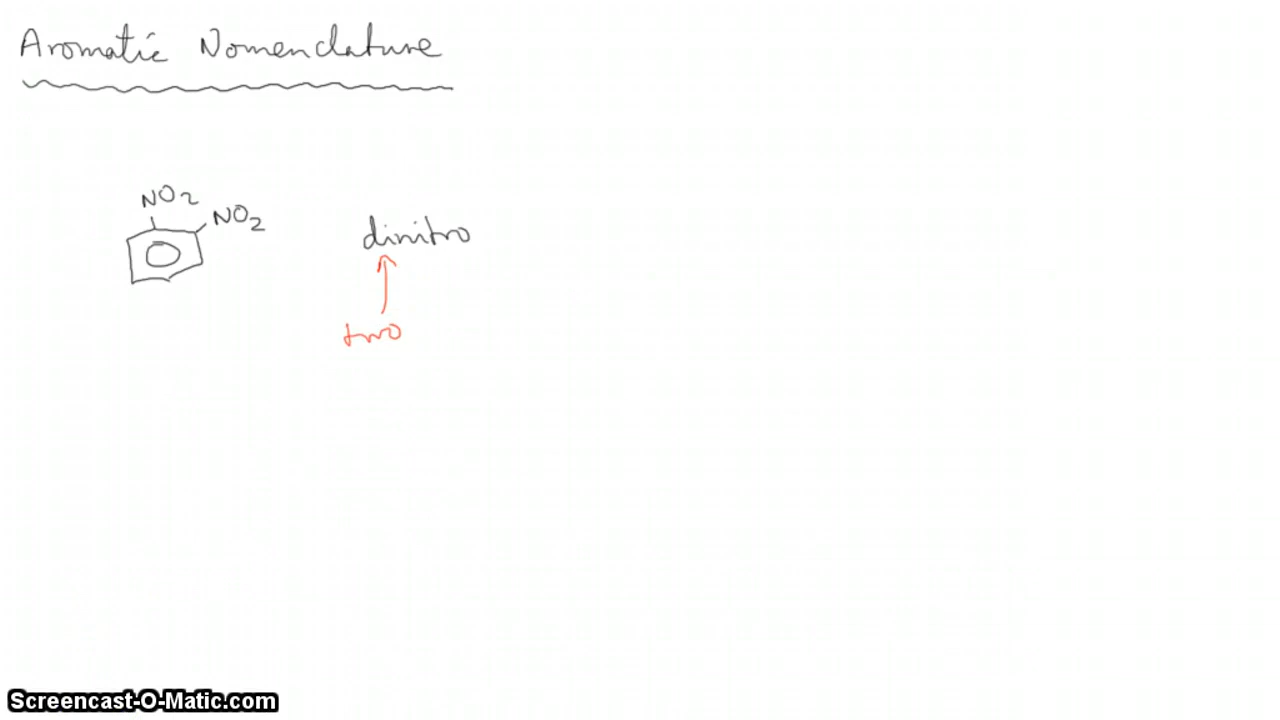 Aromatic Nomenclature
NO2
NO2
dinitro
two
Screencast-O-Matic.com